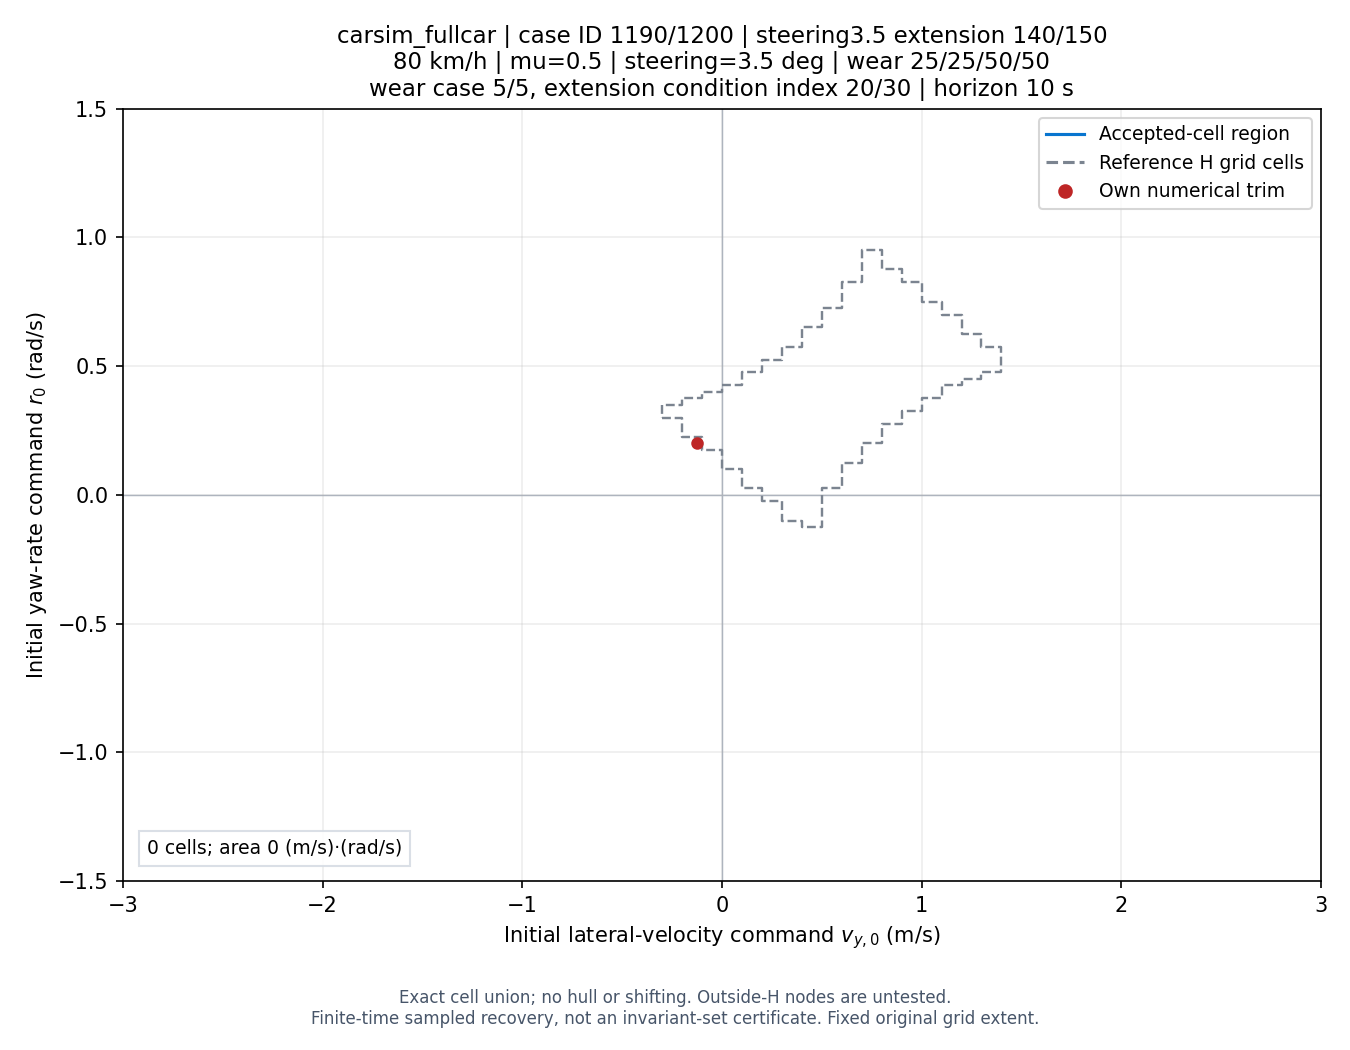 carsim_fullcar | case ID 1190/1200 | steering3.5 extension 140/150
80 km/h | mu=0.5 | steering=3.5 deg | wear 25/25/50/50
wear case 5/5, extension condition index 20/30 | horizon 10 s
Accepted-cell region
Reference H grid cells
Own numerical trim
1.5
1.0
0.5
0.0
−0.5
−1.0
−1.5
Initial yaw-rate command r0 (rad/s)
0 cells; area 0 (m/s)·(rad/s)
−3
−2
−1
0
1
2
3
Initial lateral-velocity command vy,0 (m/s)
Exact cell union; no hull or shifting. Outside-H nodes are untested.
Finite-time sampled recovery, not an invariant-set certificate. Fixed original grid extent.